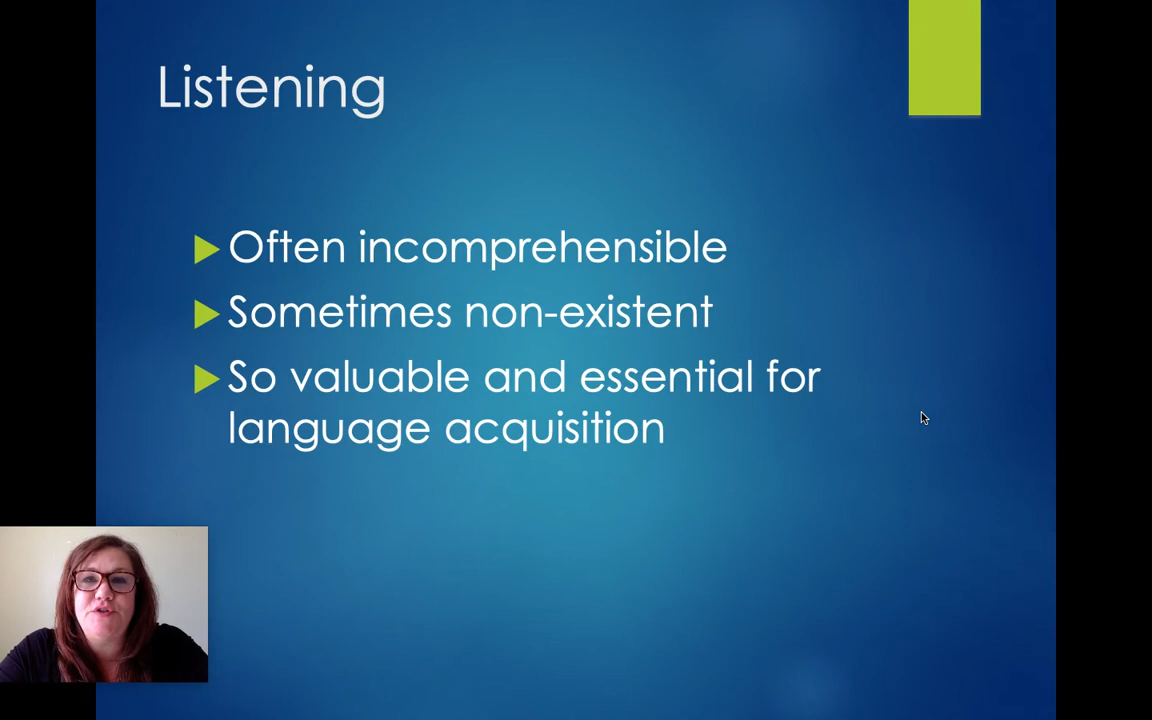 Listening
Often incomprehensible
Sometimes non-existent
So valuable and essential for
language acquisition